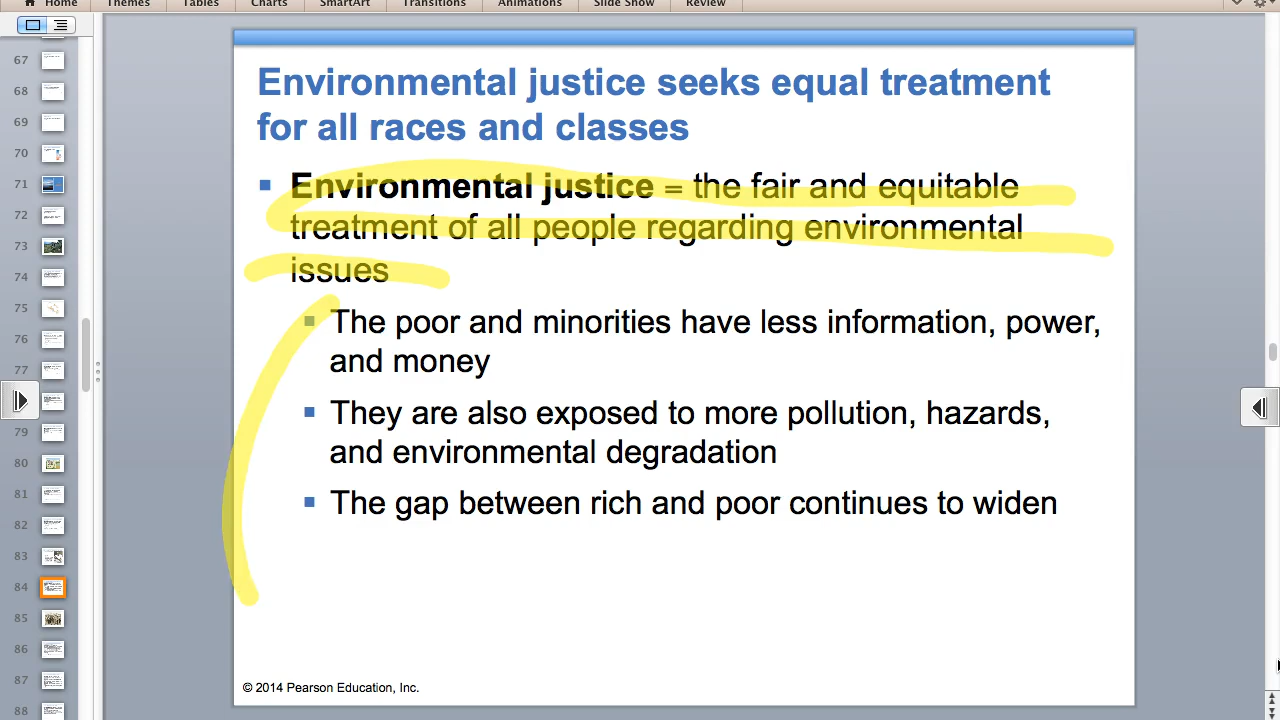 Home Themes Tables Charts SmartArt Transitions Animations Slide Show Review
67
68
69
70
71
72
73
74
75
76
77
79
80
81
82
83
84
85
86
87
88
Environmental justice seeks equal treatment
for all races and classes
Environmental justice = the fair and equitable
treatment of all people regarding environmental
issues
The poor and minorities have less information, power,
and money
They are also exposed to more pollution, hazards,
and environmental degradation
The gap between rich and poor continues to widen
© 2014 Pearson Education, Inc.